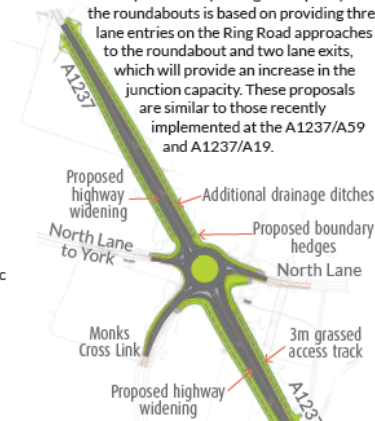 the roundabouts is based on providing thre
lane entries on the Ring Road approaches
to the roundabout and two lane exits,
which will provide an increase in the
junction capacity. These proposals
are similar to those recently
implemented at the A1237/A59
and A1237/A19.
A1237
Proposed
highway
widening
Additional drainage ditches
Proposed boundary
hedges
North Lane
to York
North Lane
c
Monks
Cross Link
3m grassed
access track
Proposed highway
widening
A1237